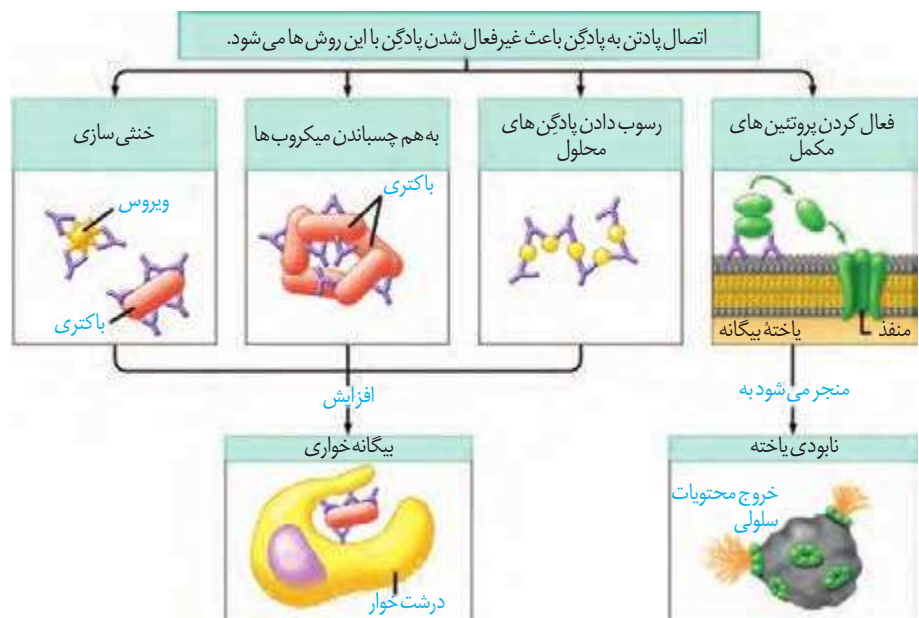 اتصال پادتن به پادگِن باعث غیرفعال شدن پادگِن با این روش ها می‌شود.
فعال کردن پروتئین های
مکمل
رسوب دادن پادگِن های
محلول
به هم چسباندن میکروب ها
خنثی سازی
ویروس
باکتری
باکتری
یاختهٔ بیگانه
منفذ
منجر می‌شود به
افزایش
نابودی یاخته
بیگانه خواری
خروج محتویات
سلولی
درشت خوار